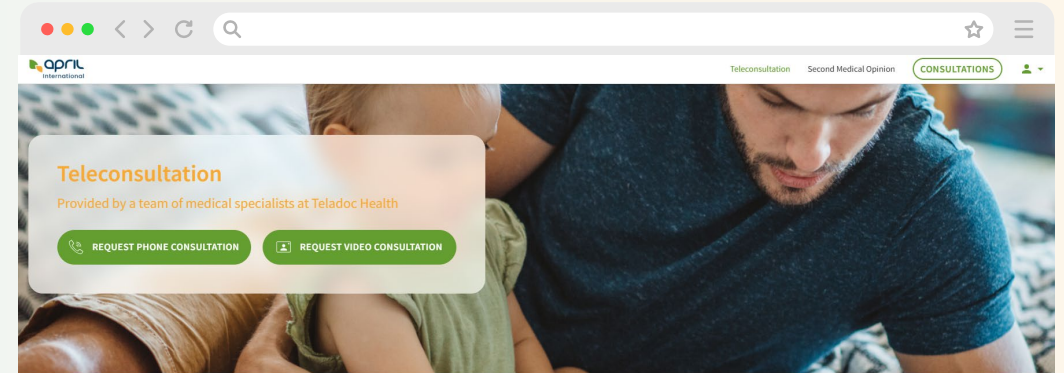 april
International
Teleconsultation
Second Medical Opinion
CONSULTATIONS
Teleconsultation
Provided by a team of medical specialists at Teladoc Health
REQUEST PHONE CONSULTATION
REQUEST VIDEO CONSULTATION